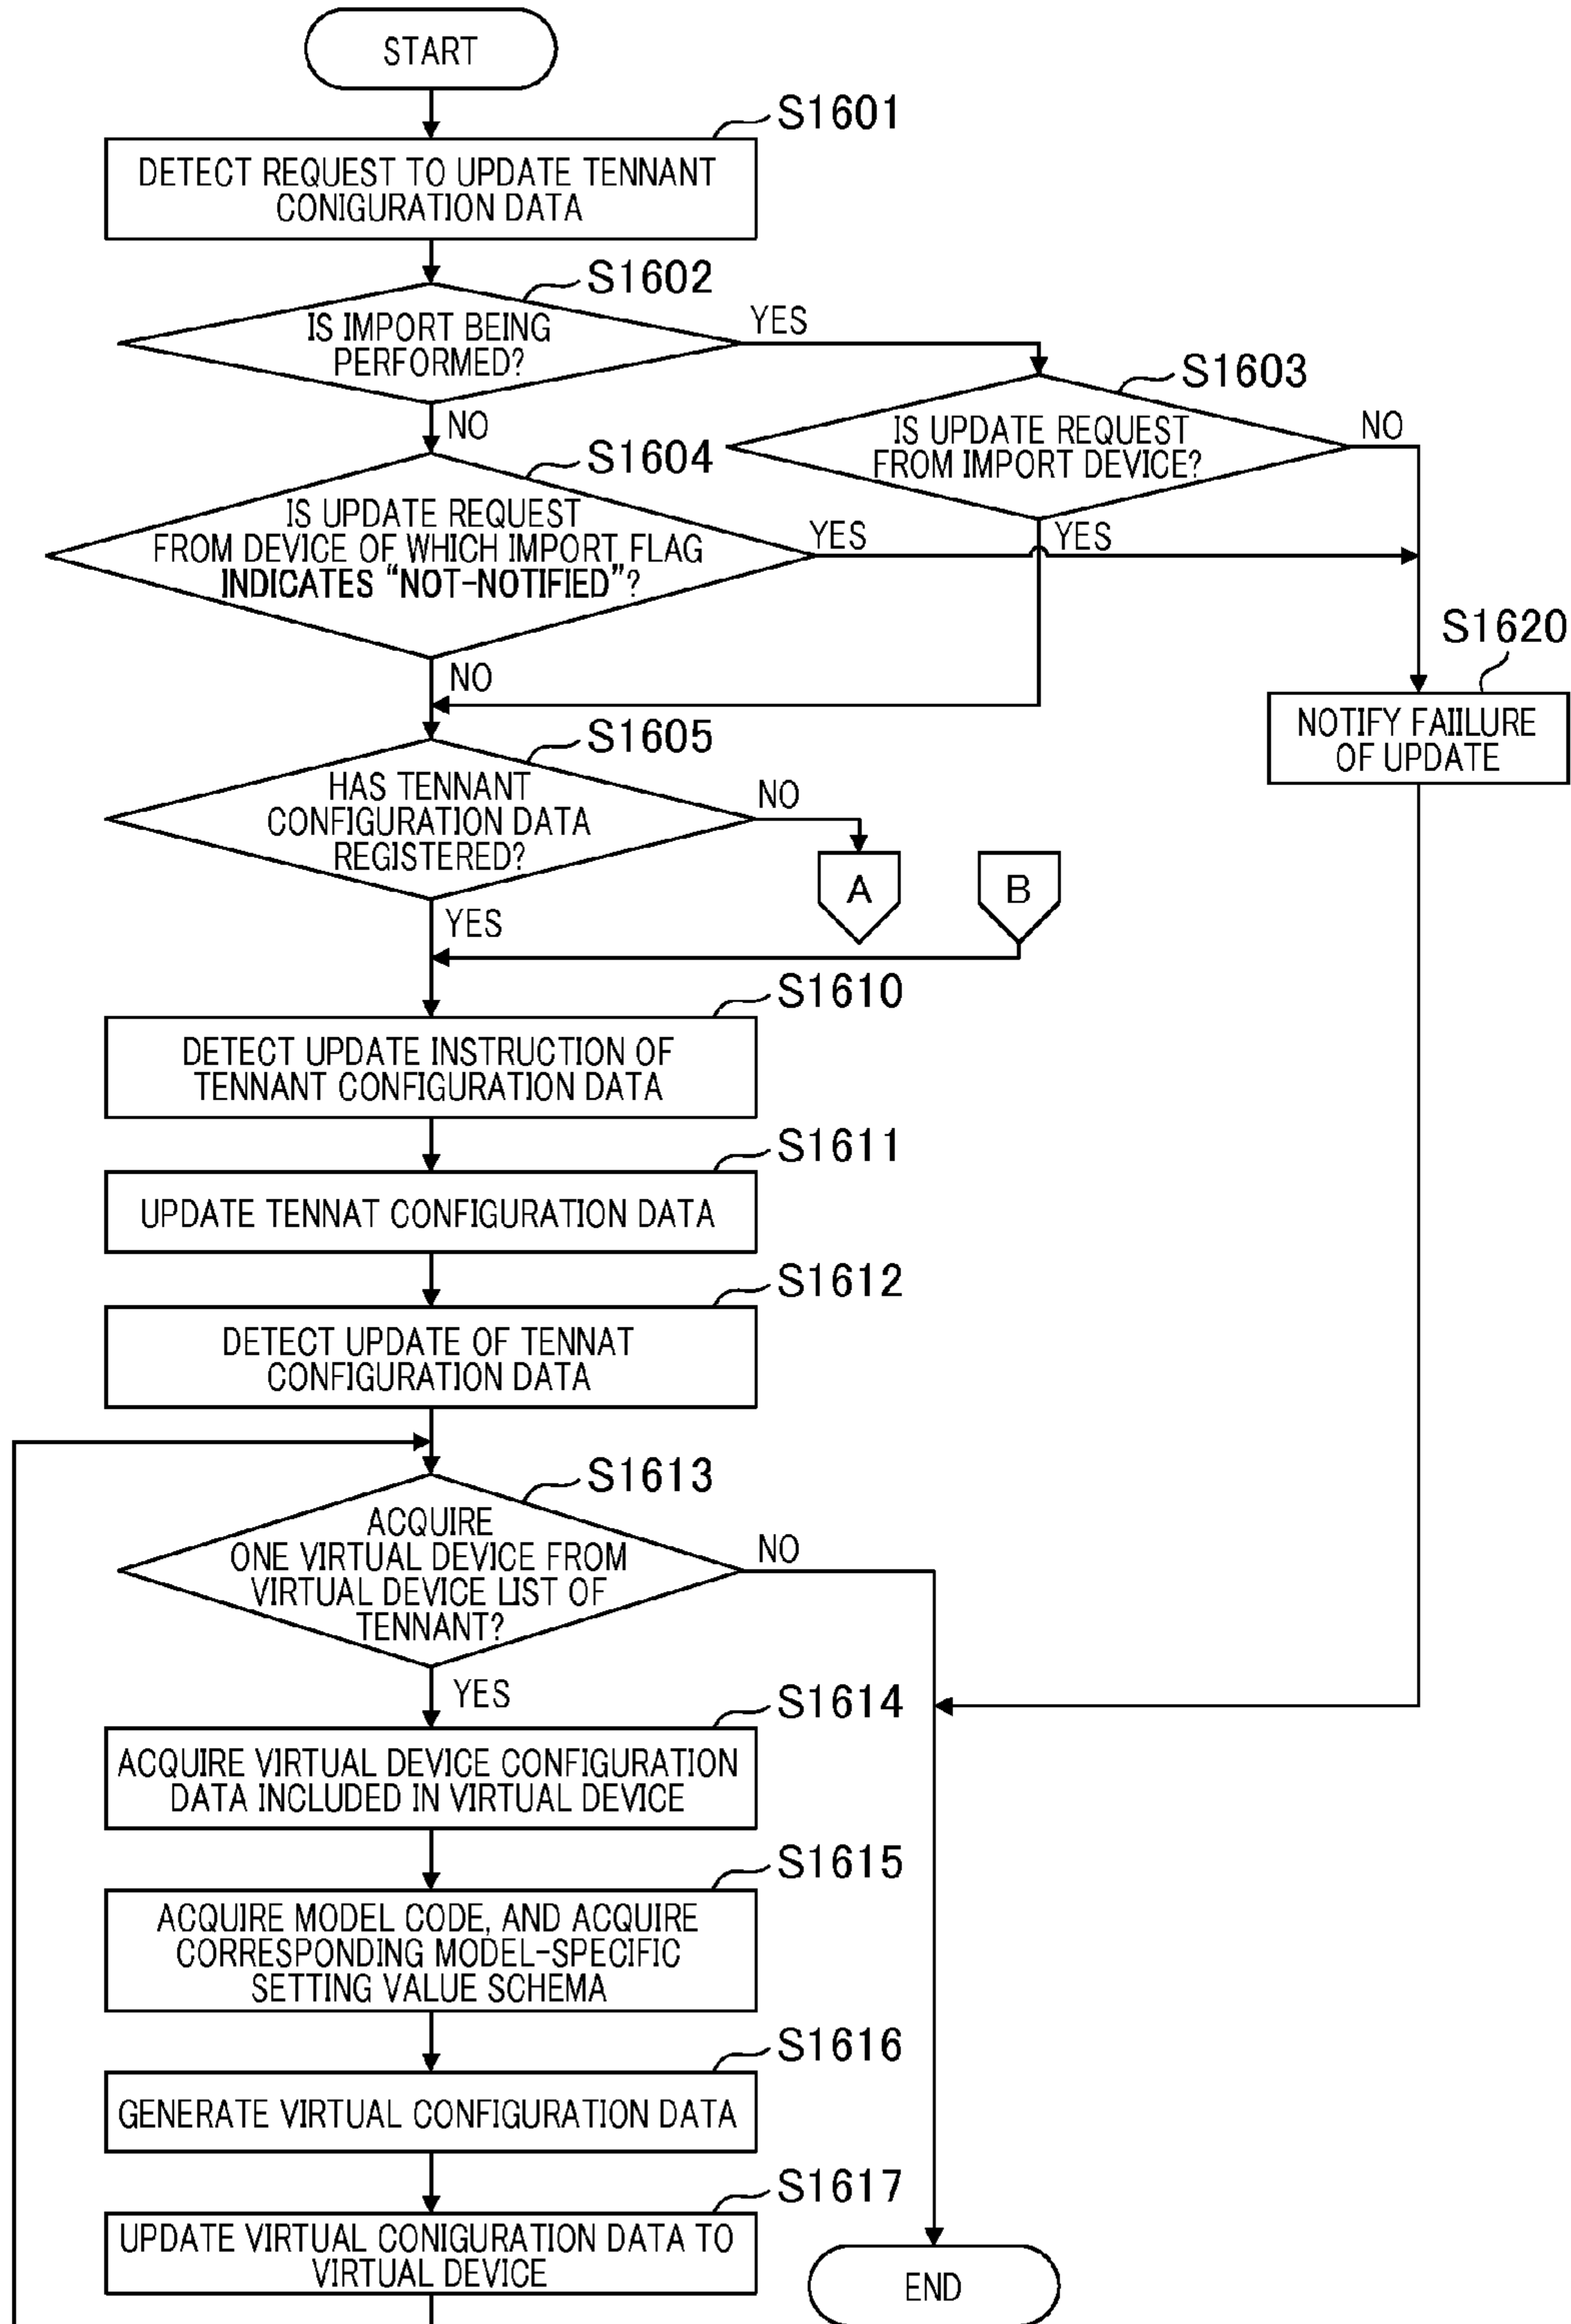 START
S1601
DETECT REQUEST TO UPDATE TENNANT
CONIGURATION DATA
S1602
IS IMPORT BEING
PERFORMED?
YES
NO
S1603
IS UPDATE REQUEST
FROM IMPORT DEVICE?
NO
YES
S1604
IS UPDATE REQUEST
FROM DEVICE OF WHICH IMPORT FLAG
INDICATES “NOT-NOTIFIED”?
YES
NO
S1620
NOTIFY FAIILURE
OF UPDATE
S1605
HAS TENNANT
CONFIGURATION DATA
REGISTERED?
NO
YES
A
B
S1610
DETECT UPDATE INSTRUCTION OF
TENNANT CONFIGURATION DATA
S1611
UPDATE TENNAT CONFIGURATION DATA
S1612
DETECT UPDATE OF TENNAT
CONFIGURATION DATA
S1613
ACQUIRE
ONE VIRTUAL DEVICE FROM
VIRTUAL DEVICE LIST OF
TENNANT?
NO
YES
S1614
ACQUIRE VIRTUAL DEVICE CONFIGURATION
DATA INCLUDED IN VIRTUAL DEVICE
S1615
ACQUIRE MODEL CODE, AND ACQUIRE
CORRESPONDING MODEL-SPECIFIC
SETTING VALUE SCHEMA
S1616
GENERATE VIRTUAL CONFIGURATION DATA
S1617
UPDATE VIRTUAL CONIGURATION DATA TO
VIRTUAL DEVICE
END